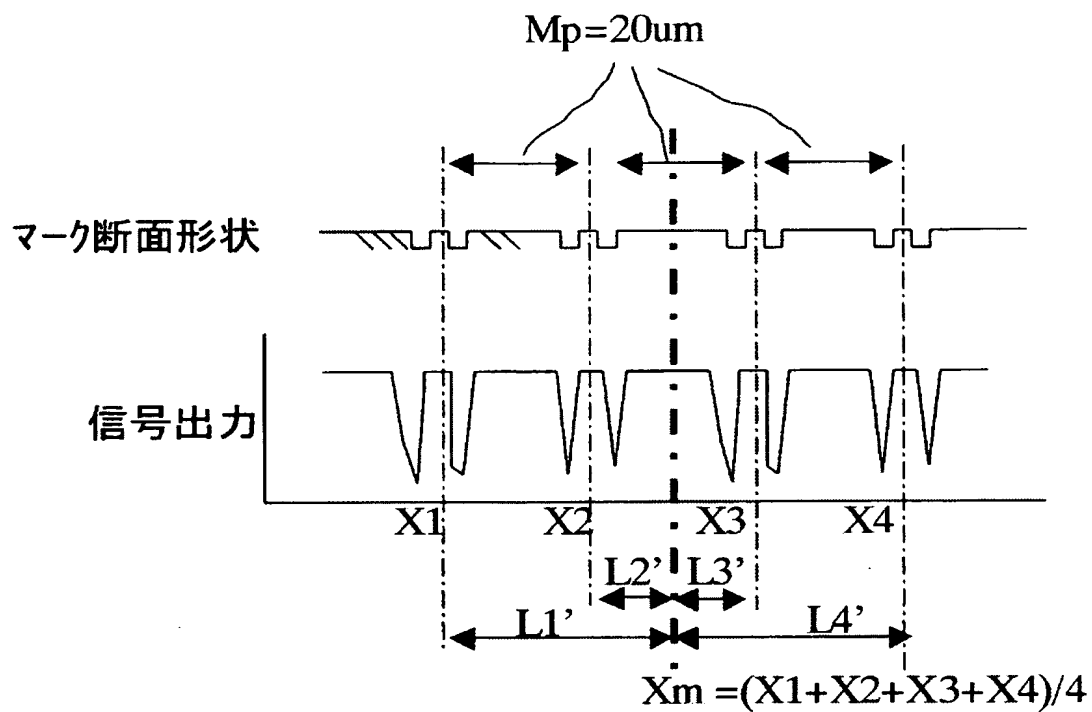 Mp=20um
マーク断面形状
信号出力
X1 X2 X3 X4
L2’ L3’
L1’ L4’
Xm =(X1+X2+X3+X4)/4